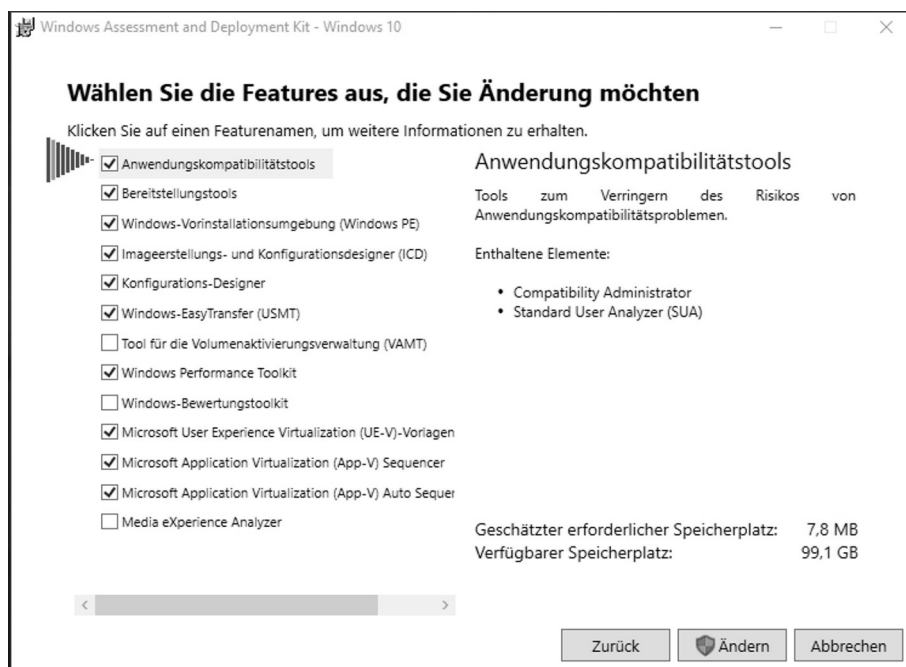 Windows Assessment and Deployment Kit - Windows 10
Wählen Sie die Features aus, die Sie Änderung möchten
Klicken Sie auf einen Featurenamen, um weitere Informationen zu erhalten.
Anwendungskompatibilitätstools
Bereitstellungstools
Windows-Vorinstallationsumgebung (Windows PE)
Imageerstellungs- und Konfigurationsdesigner (ICD)
Konfigurations-Designer
Windows-EasyTransfer (USMT)
Tool für die Volumenaktivierungsverwaltung (VAMT)
Windows Performance Toolkit
Windows-Bewertungstoolkit
Microsoft User Experience Virtualization (UE-V)-Vorlagen
Microsoft Application Virtualization (App-V) Sequencer
Microsoft Application Virtualization (App-V) Auto Sequer
Media eXperience Analyzer
Anwendungskompatibilitätstools
Tools zum Verringern des Risikos von
Anwendungskompatibilitätsproblemen.
Enthaltene Elemente:
• Compatibility Administrator
• Standard User Analyzer (SUA)
Geschätzter erforderlicher Speicherplatz: 7,8 MB
Verfügbarer Speicherplatz: 99,1 GB
Zurück Ändern Abbrechen